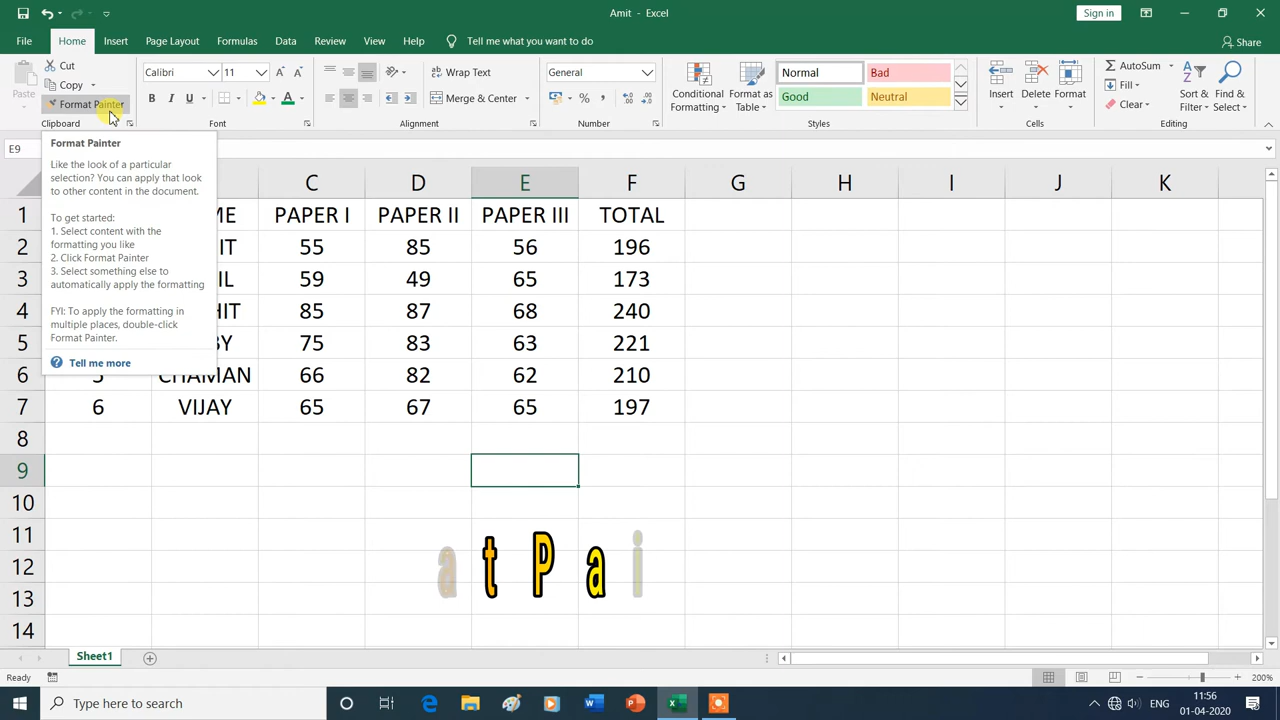 Amit - Excel
Sign in
File Home Insert Page Layout Formulas Data Review View Help Tell me what you want to do Share
Paste
Cut
Copy
Format Painter
Clipboard
Calibri 11
B I U
Font
Wrap Text
Merge & Center
Alignment
General
Number
Conditional Formatting
Format as Table
Normal Bad
Good Neutral
Styles
Insert Delete Format
Cells
AutoSum
Fill
Clear
Sort & Filter
Find & Select
Editing
E9
Format Painter
Like the look of a particular
selection? You can apply that look
to other content in the document.
To get started:
1. Select content with the
formatting you like
2. Click Format Painter
3. Select something else to
automatically apply the formatting
FYI: To apply the formatting in
multiple places, double-click
Format Painter.
Tell me more
C D E F G H I J K
1 ME PAPER I PAPER II PAPER III TOTAL
2 IT 55 85 56 196
3 IL 59 49 65 173
4 HIT 85 87 68 240
5 BY 75 83 63 221
6 5 CHAMAN 66 82 62 210
7 6 VIJAY 65 67 65 197
8
9
10
11
12
13
14
a t P a i
Sheet1
Ready
200%
Type here to search
ENG
11:56
01-04-2020